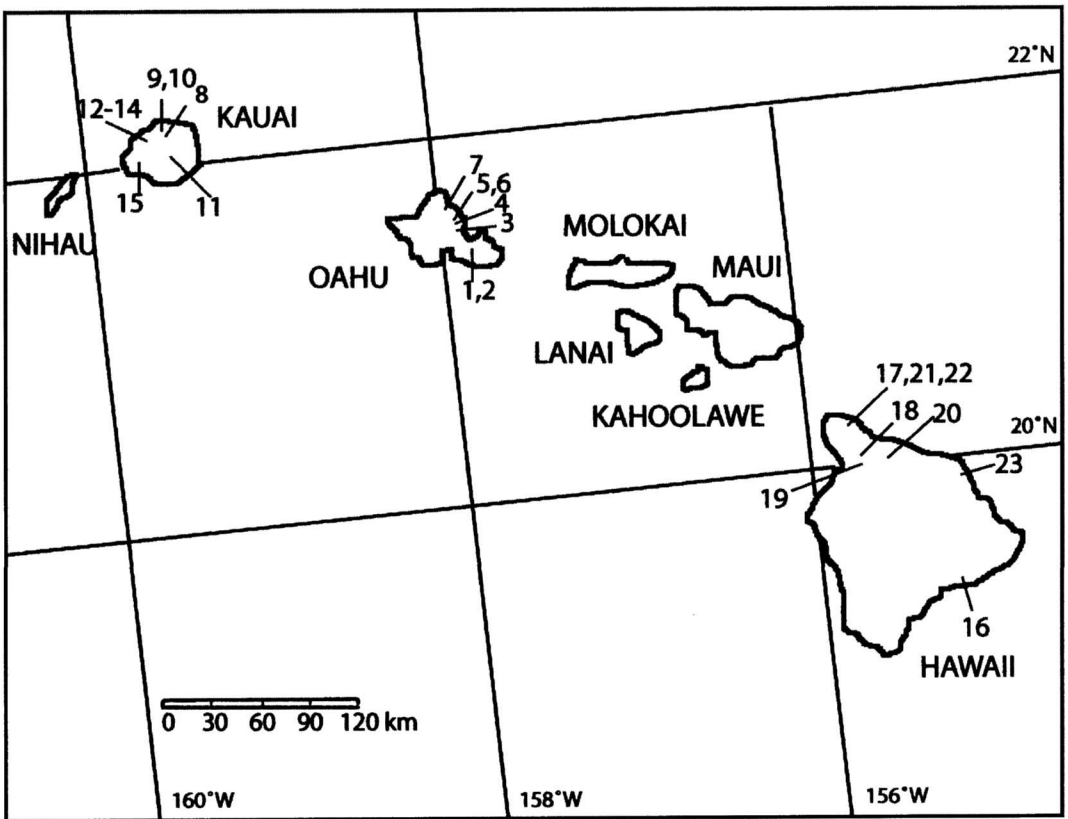 22°N
9,10
8
12-14
KAUAI
7
5,6
4
3
15
11
NIHAU
MOLOKAI
OAHU
1,2
MAUI
LANAI
17,21,22
KAHOOLAWE
18
20
20°N
23
19
16
HAWAII
0 30 60 90 120 km
160°W
158°W
156°W